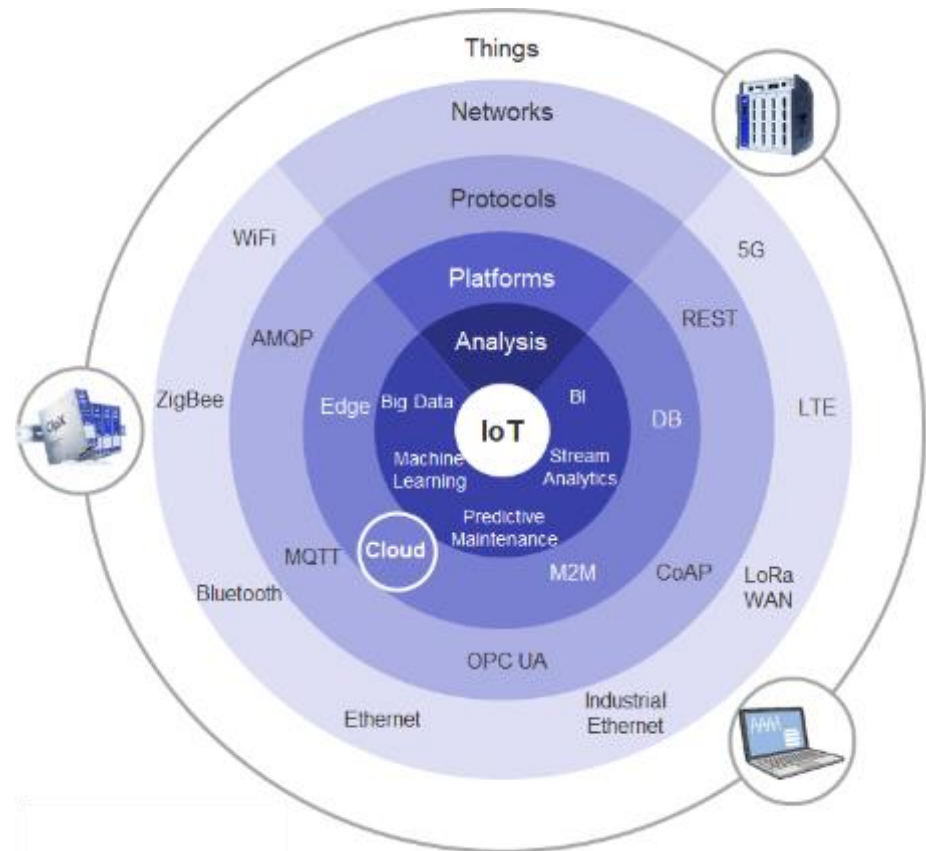 Things
Networks
Protocols
WiFi
5G
Platforms
REST
AMQP
Analysis
ZigBee
Edge
Big Data
BI
DB
LTE
IoT
Machine
Learning
Stream
Analytics
Predictive
Maintenance
Cloud
MQTT
M2M
CoAP
LoRa
WAN
Bluetooth
OPC UA
Ethernet
Industrial
Ethernet
ClipX